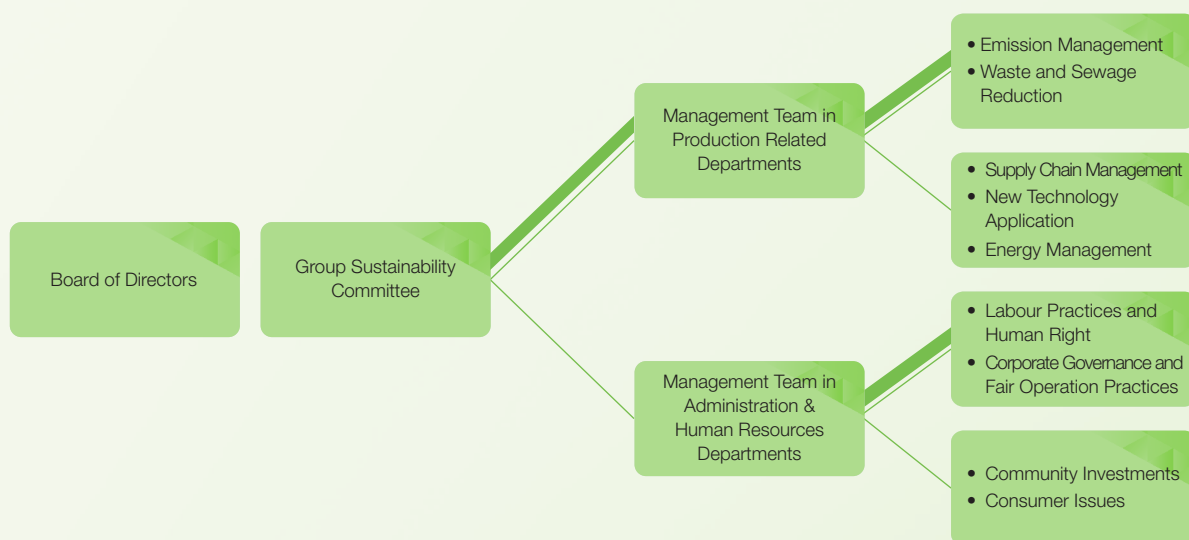 Board of Directors
Group Sustainability
Committee
Management Team in
Production Related
Departments
Management Team in
Administration &
Human Resources
Departments
• Emission Management
• Waste and Sewage
Reduction
• Supply Chain Management
• New Technology
Application
• Energy Management
• Labour Practices and
Human Right
• Corporate Governance and
Fair Operation Practices
• Community Investments
• Consumer Issues